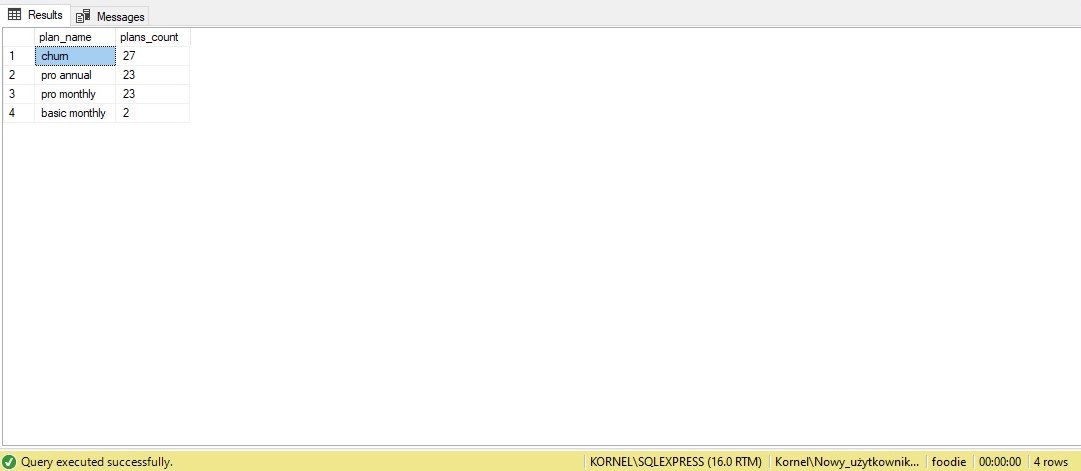 Results Messages
plan_name plans_count
1 churn 27
2 pro annual 23
3 pro monthly 23
4 basic monthly 2
Query executed successfully. KORNEL\SQLEXPRESS (16.0 RTM) Kornel\Nowy_użytkownik... foodie 00:00:00 4 rows